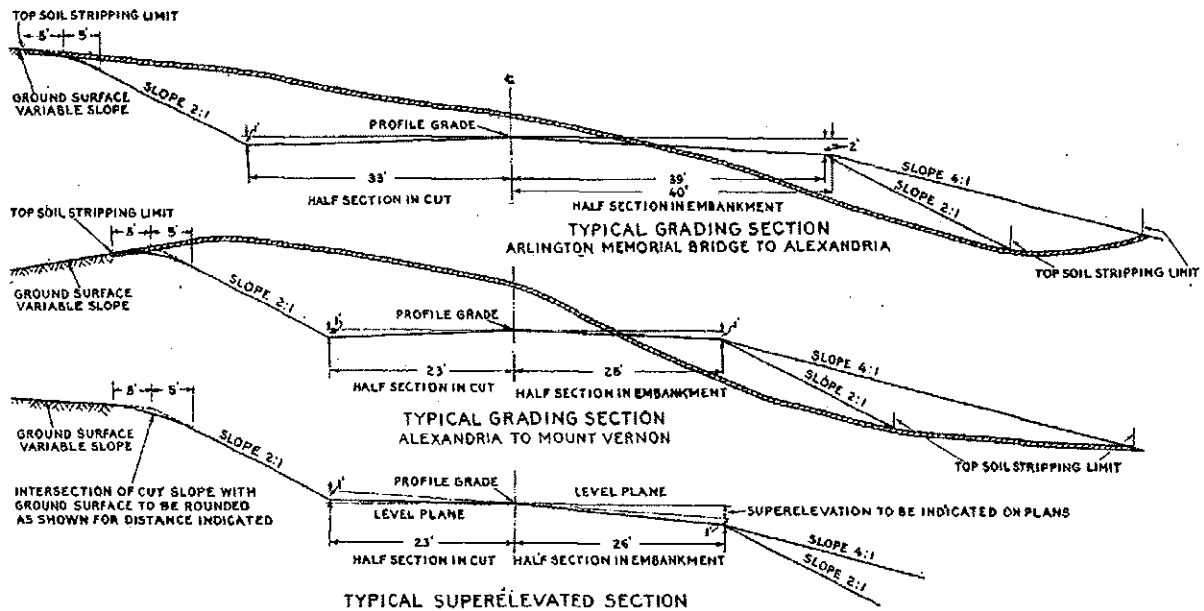 TOP SOIL STRIPPING LIMIT
5' 5'
GROUND SURFACE
VARIABLE SLOPE
SLOPE 2:1
1'
PROFILE GRADE
2'
33'
39'
40'
HALF SECTION IN CUT
HALF SECTION IN EMBANKMENT
SLOPE 4:1
SLOPE 2:1
TOP SOIL STRIPPING LIMIT
TYPICAL GRADING SECTION
ARLINGTON MEMORIAL BRIDGE TO ALEXANDRIA
TOP SOIL STRIPPING LIMIT
5' 5'
GROUND SURFACE
VARIABLE SLOPE
SLOPE 2:1
1'
PROFILE GRADE
1'
23'
HALF SECTION IN CUT
HALF SECTION IN EMBANKMENT
SLOPE 4:1
SLOPE 2:1
TOP SOIL STRIPPING LIMIT
TYPICAL GRADING SECTION
ALEXANDRIA TO MOUNT VERNON
5' 5'
GROUND SURFACE
VARIABLE SLOPE
SLOPE 2:1
INTERSECTION OF CUT SLOPE WITH
GROUND SURFACE TO BE ROUNDED
AS SHOWN FOR DISTANCE INDICATED
1'
PROFILE GRADE
LEVEL PLANE
LEVEL PLANE
SUPERELEVATION TO BE INDICATED ON PLANS
1'
23'
26'
HALF SECTION IN CUT
HALF SECTION IN EMBANKMENT
SLOPE 4:1
SLOPE 2:1
TYPICAL SUPERELEVATED SECTION